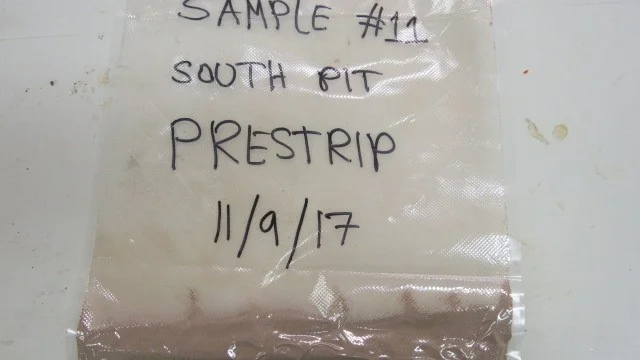 SAMPLE #11
SOUTH PIT
PRESTRIP
11/9/17